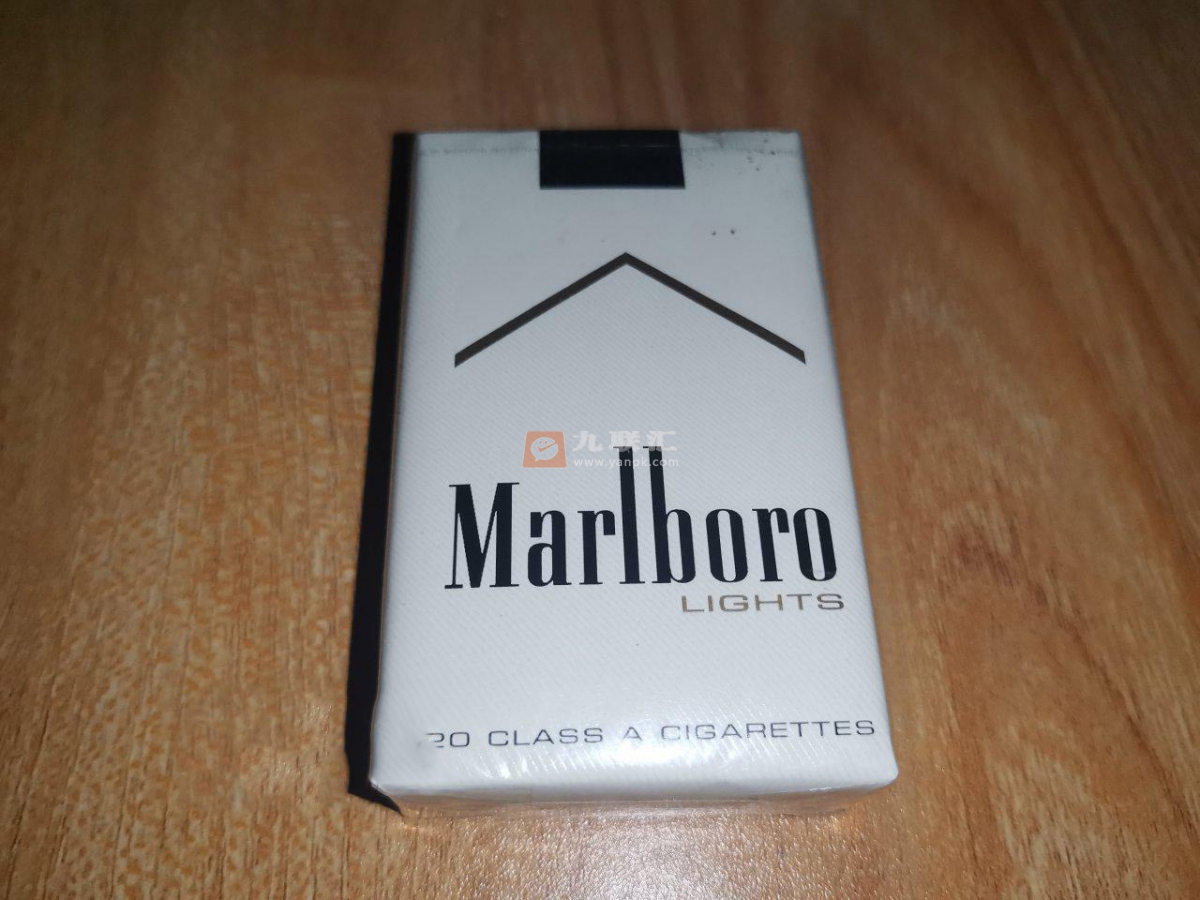 九联汇
www.yanpk.com
Marlboro
LIGHTS
20 CLASS A CIGARETTES